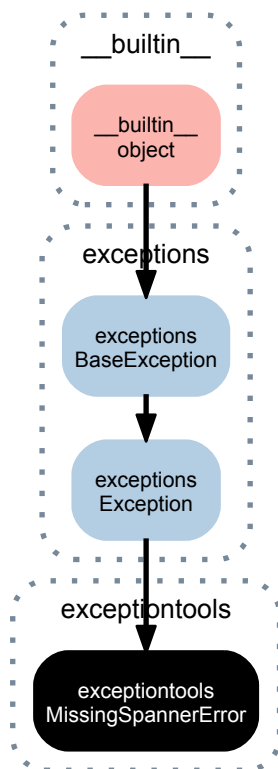 __builtin__
__builtin__
object
exceptions
exceptions
BaseException
exceptions
Exception
exceptiontools
exceptiontools
MissingSpannerError